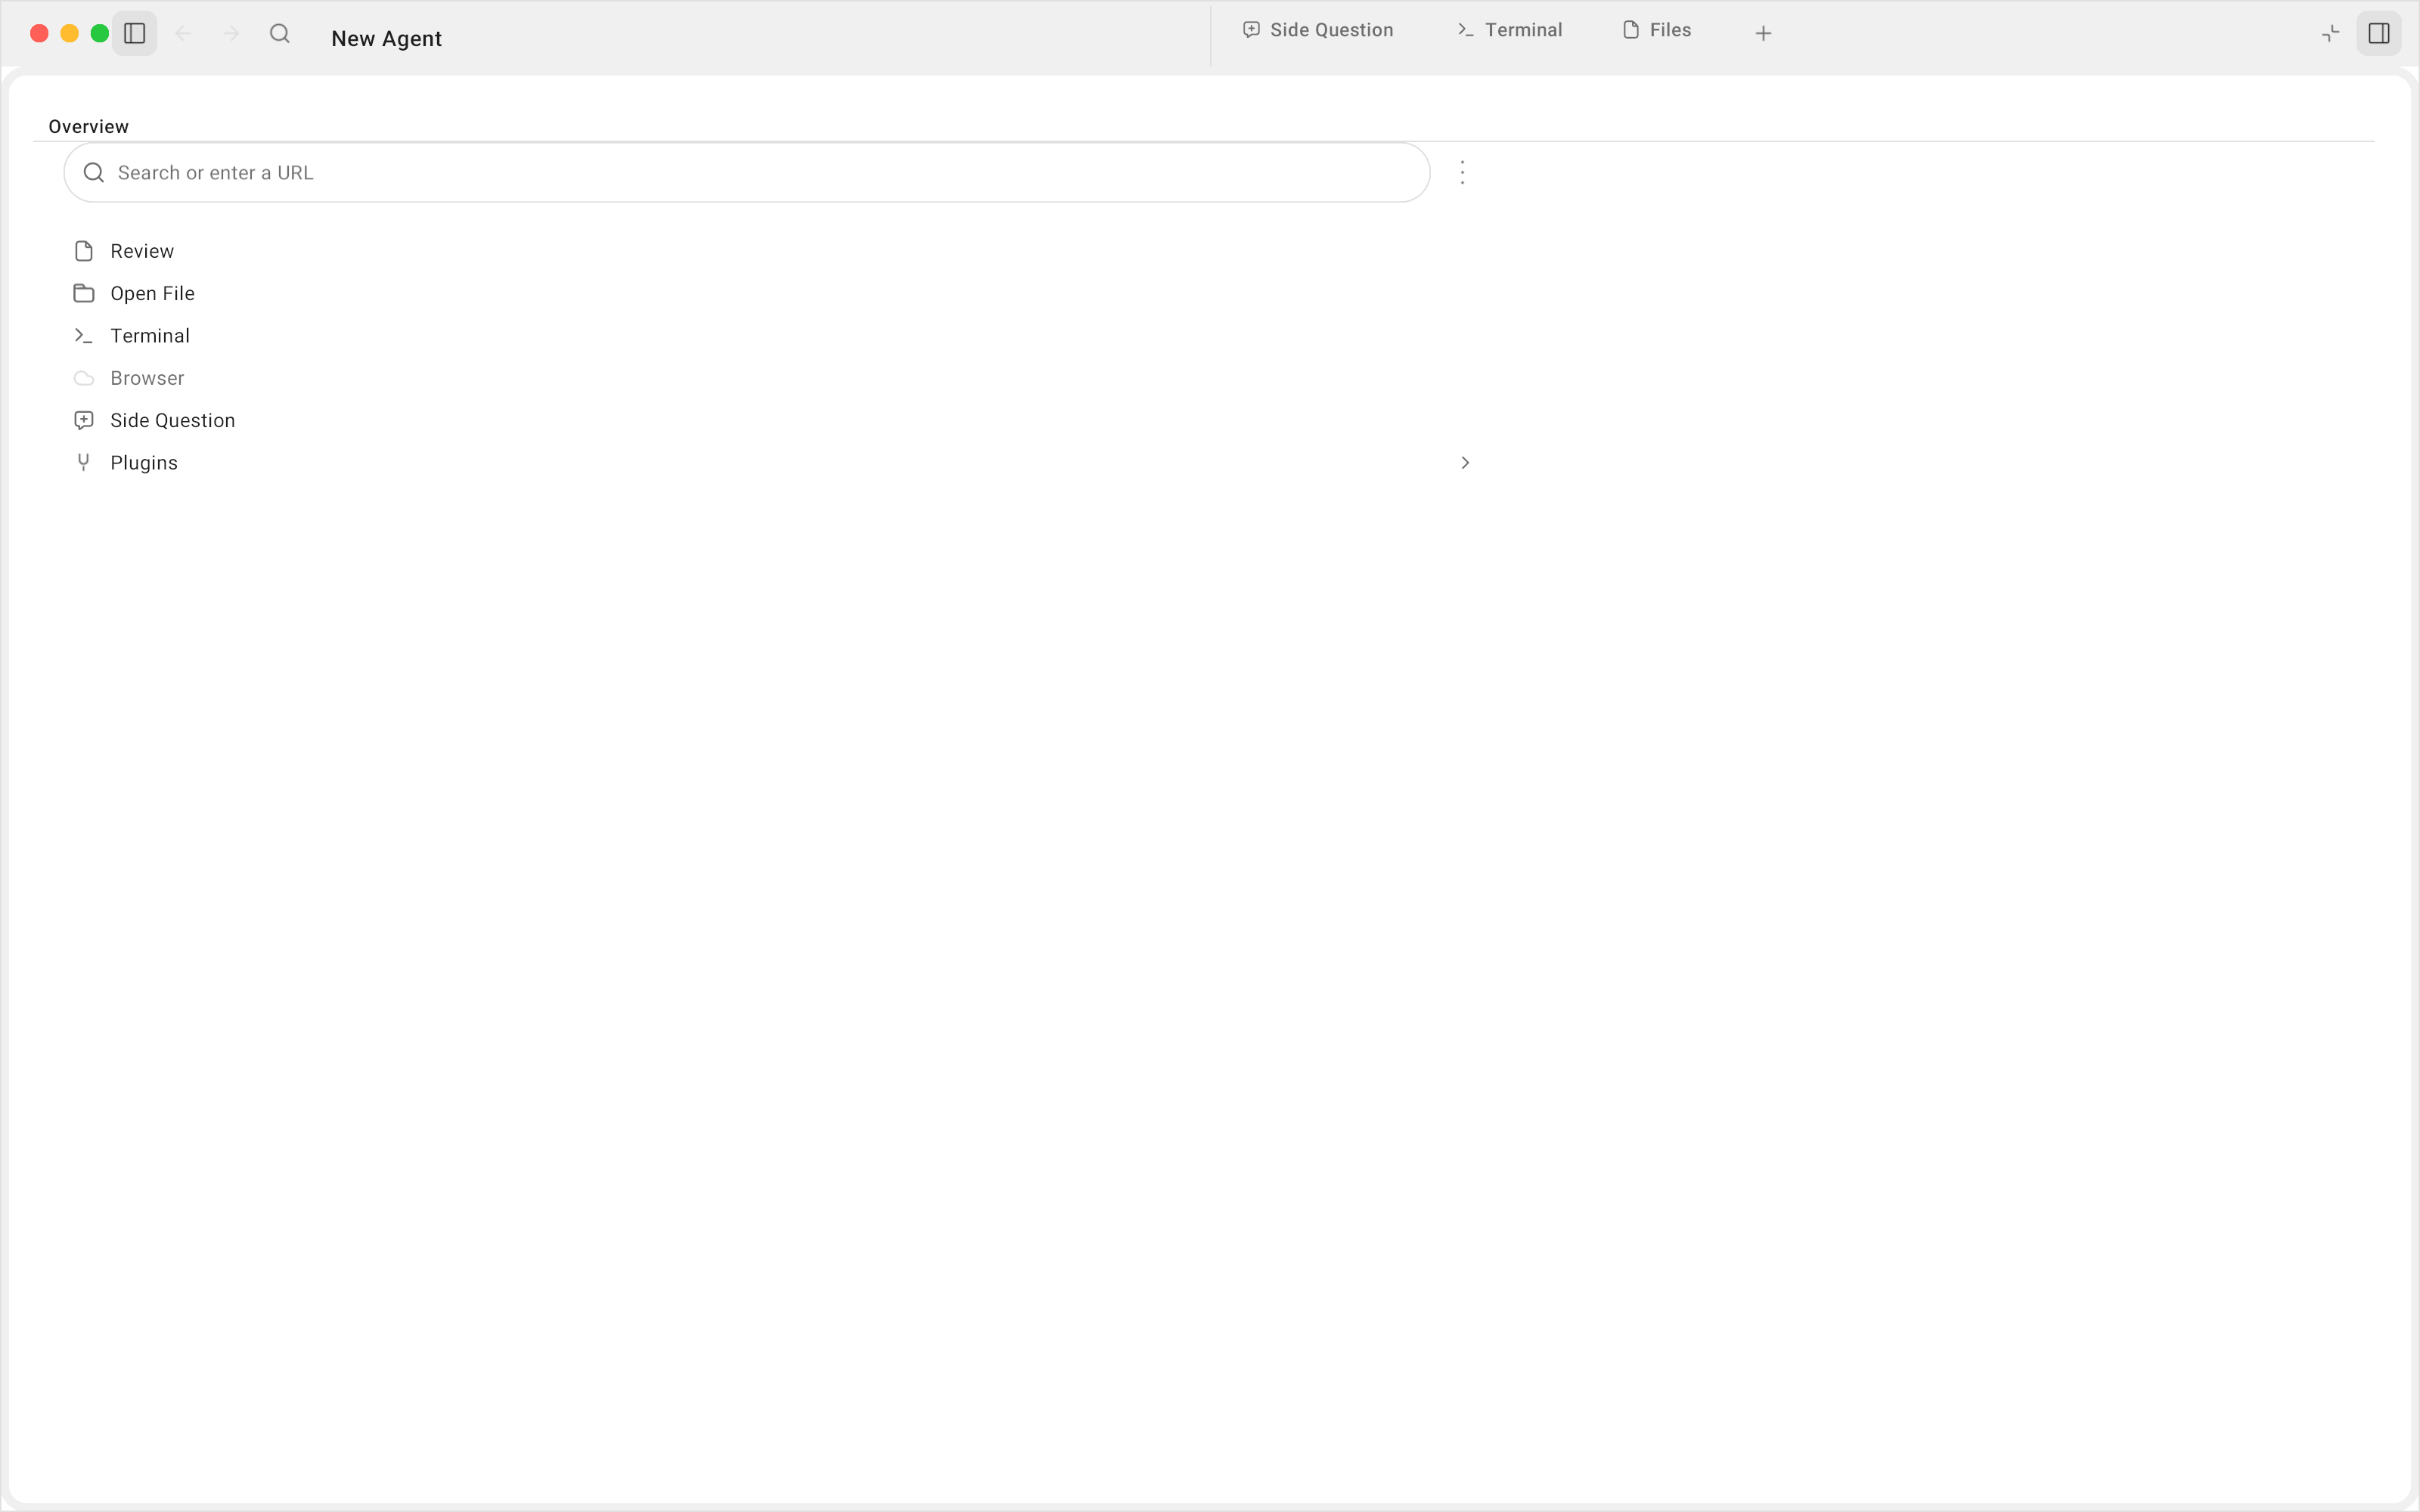 New Agent
Side Question
Terminal
Files
Overview
Search or enter a URL
Review
Open File
Terminal
Browser
Side Question
Plugins